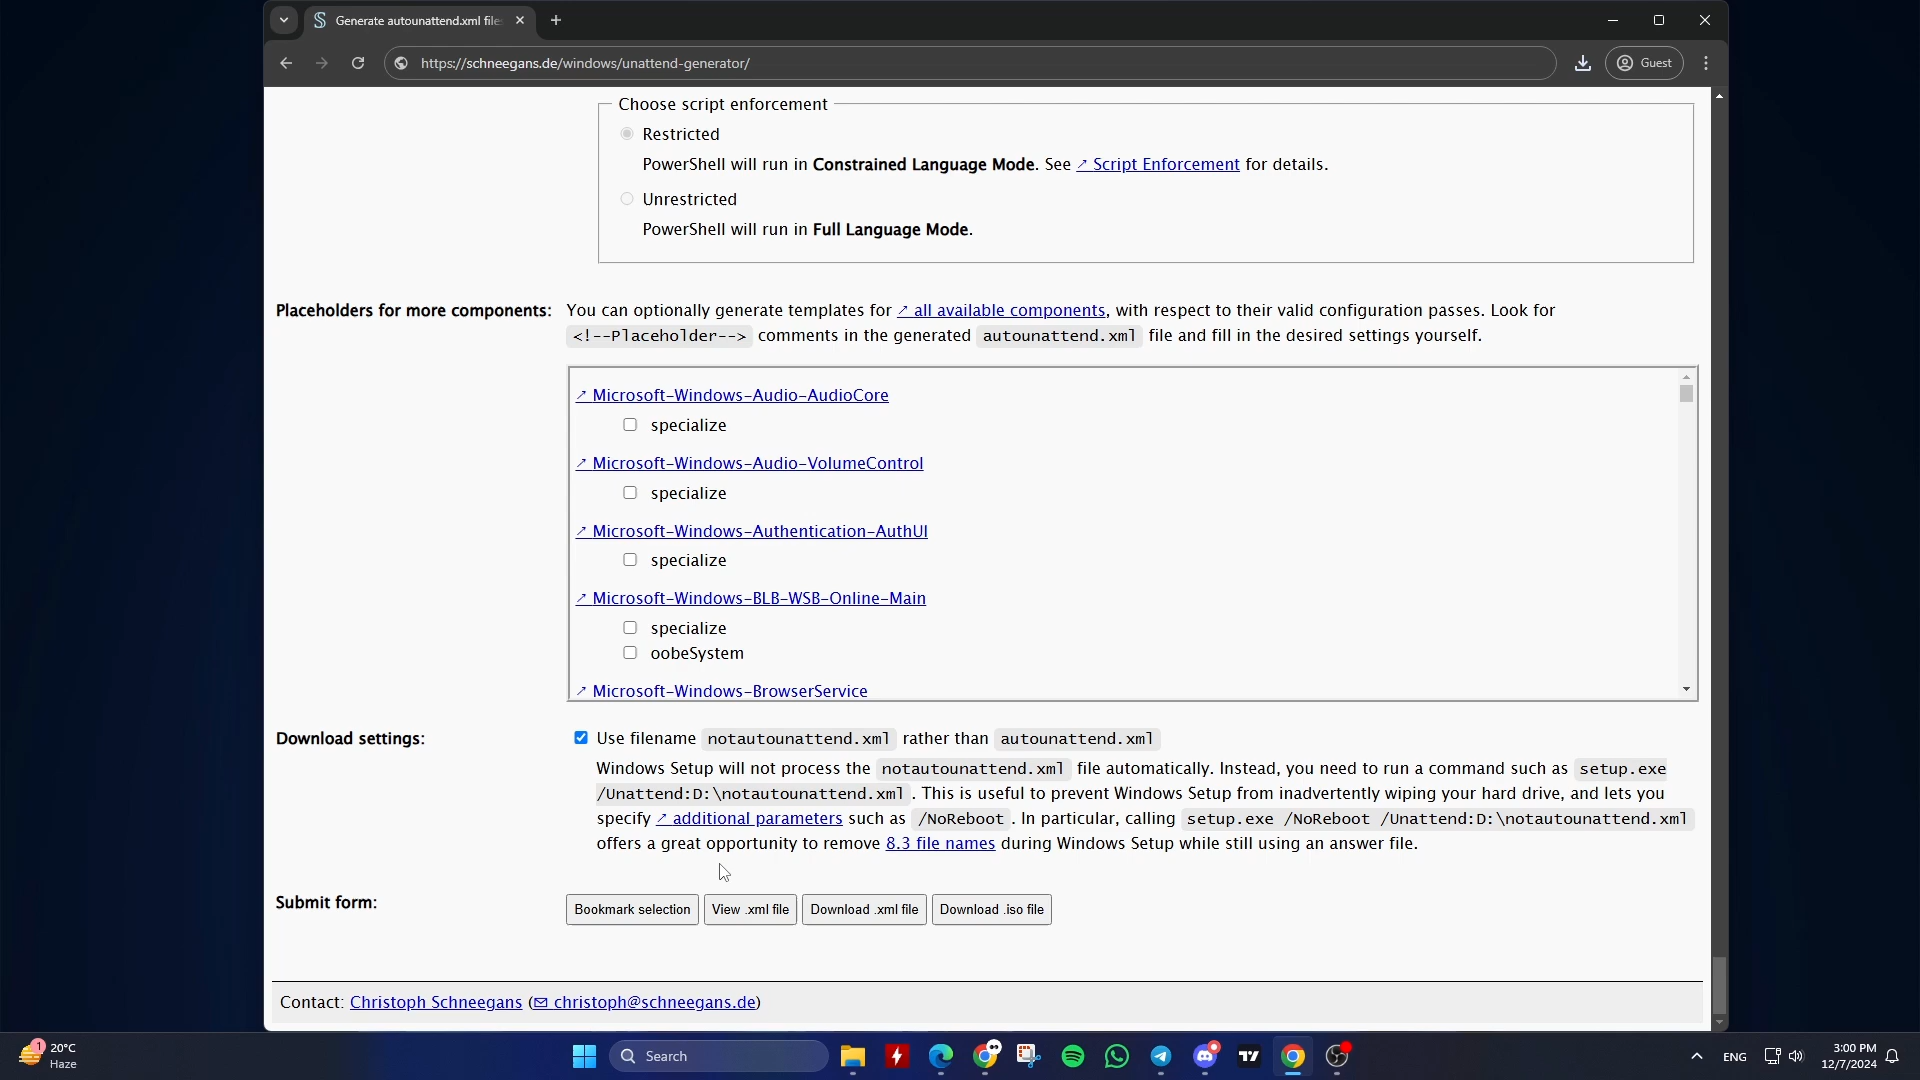 Generate autounattend.xml file
https://schneegans.de/windows/unattend-generator/
Guest
Choose script enforcement
Restricted
PowerShell will run in Constrained Language Mode. See ↗ Script Enforcement for details.
Unrestricted
PowerShell will run in Full Language Mode.
Placeholders for more components: You can optionally generate templates for ↗ all available components, with respect to their valid configuration passes. Look for
<!--Placeholder--> comments in the generated autounattend.xml file and fill in the desired settings yourself.
↗ Microsoft-Windows-Audio-AudioCore
specialize
↗ Microsoft-Windows-Audio-VolumeControl
specialize
↗ Microsoft-Windows-Authentication-AuthUI
specialize
↗ Microsoft-Windows-BLB-WSB-Online-Main
specialize
oobeSystem
↗ Microsoft-Windows-BrowserService
Download settings: Use filename notautounattend.xml rather than autounattend.xml
Windows Setup will not process the notautounattend.xml file automatically. Instead, you need to run a command such as setup.exe
/Unattend:D:\notautounattend.xml . This is useful to prevent Windows Setup from inadvertently wiping your hard drive, and lets you
specify ↗ additional parameters such as /NoReboot . In particular, calling setup.exe /NoReboot /Unattend:D:\notautounattend.xml
offers a great opportunity to remove 8.3 file names during Windows Setup while still using an answer file.
Submit form: Bookmark selection View .xml file Download .xml file Download .iso file
Contact: Christoph Schneegans (✉ christoph@schneegans.de)
1
20°C
Haze
Search
ENG
3:00 PM
12/7/2024